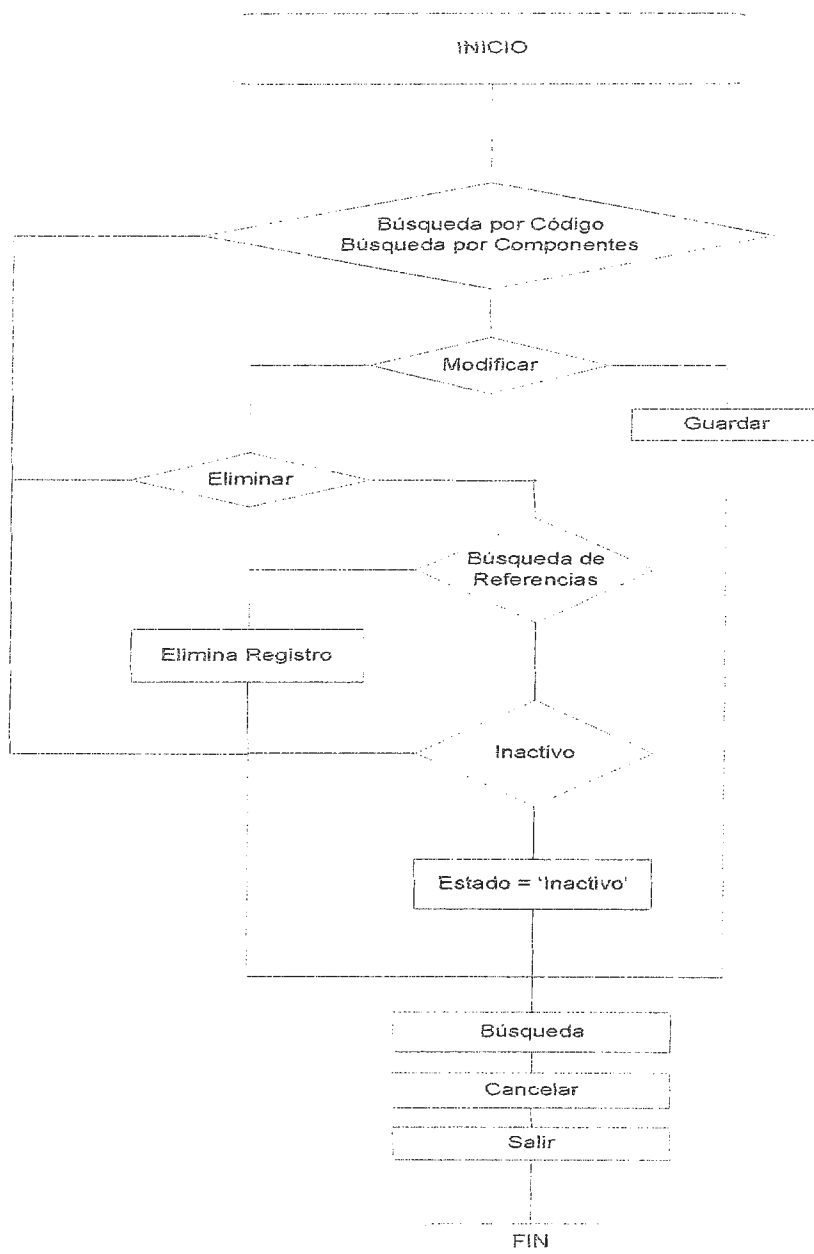 INICIO
Búsqueda por Código
Búsqueda por Componentes
Modificar
Guardar
Eliminar
Búsqueda de
Referencias
Elimina Registro
Inactivo
Estado = 'Inactivo'
Búsqueda
Cancelar
Salir
FIN